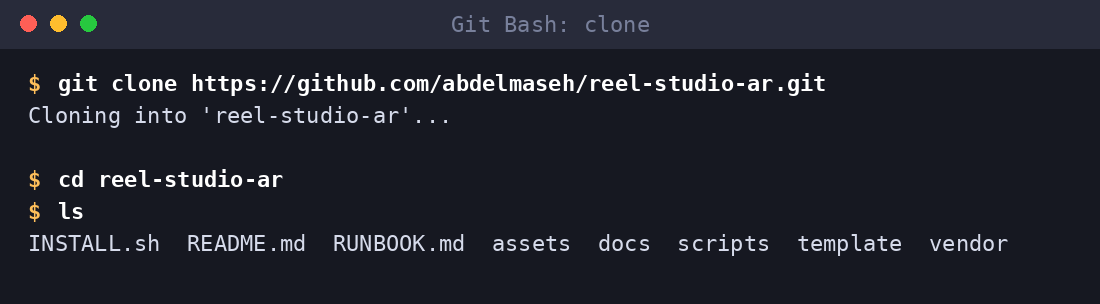 Git Bash: clone
$ git clone https://github.com/abdelmaseh/reel-studio-ar.git
Cloning into 'reel-studio-ar'...
$ cd reel-studio-ar
$ ls
INSTALL.sh  README.md  RUNBOOK.md  assets  docs  scripts  template  vendor